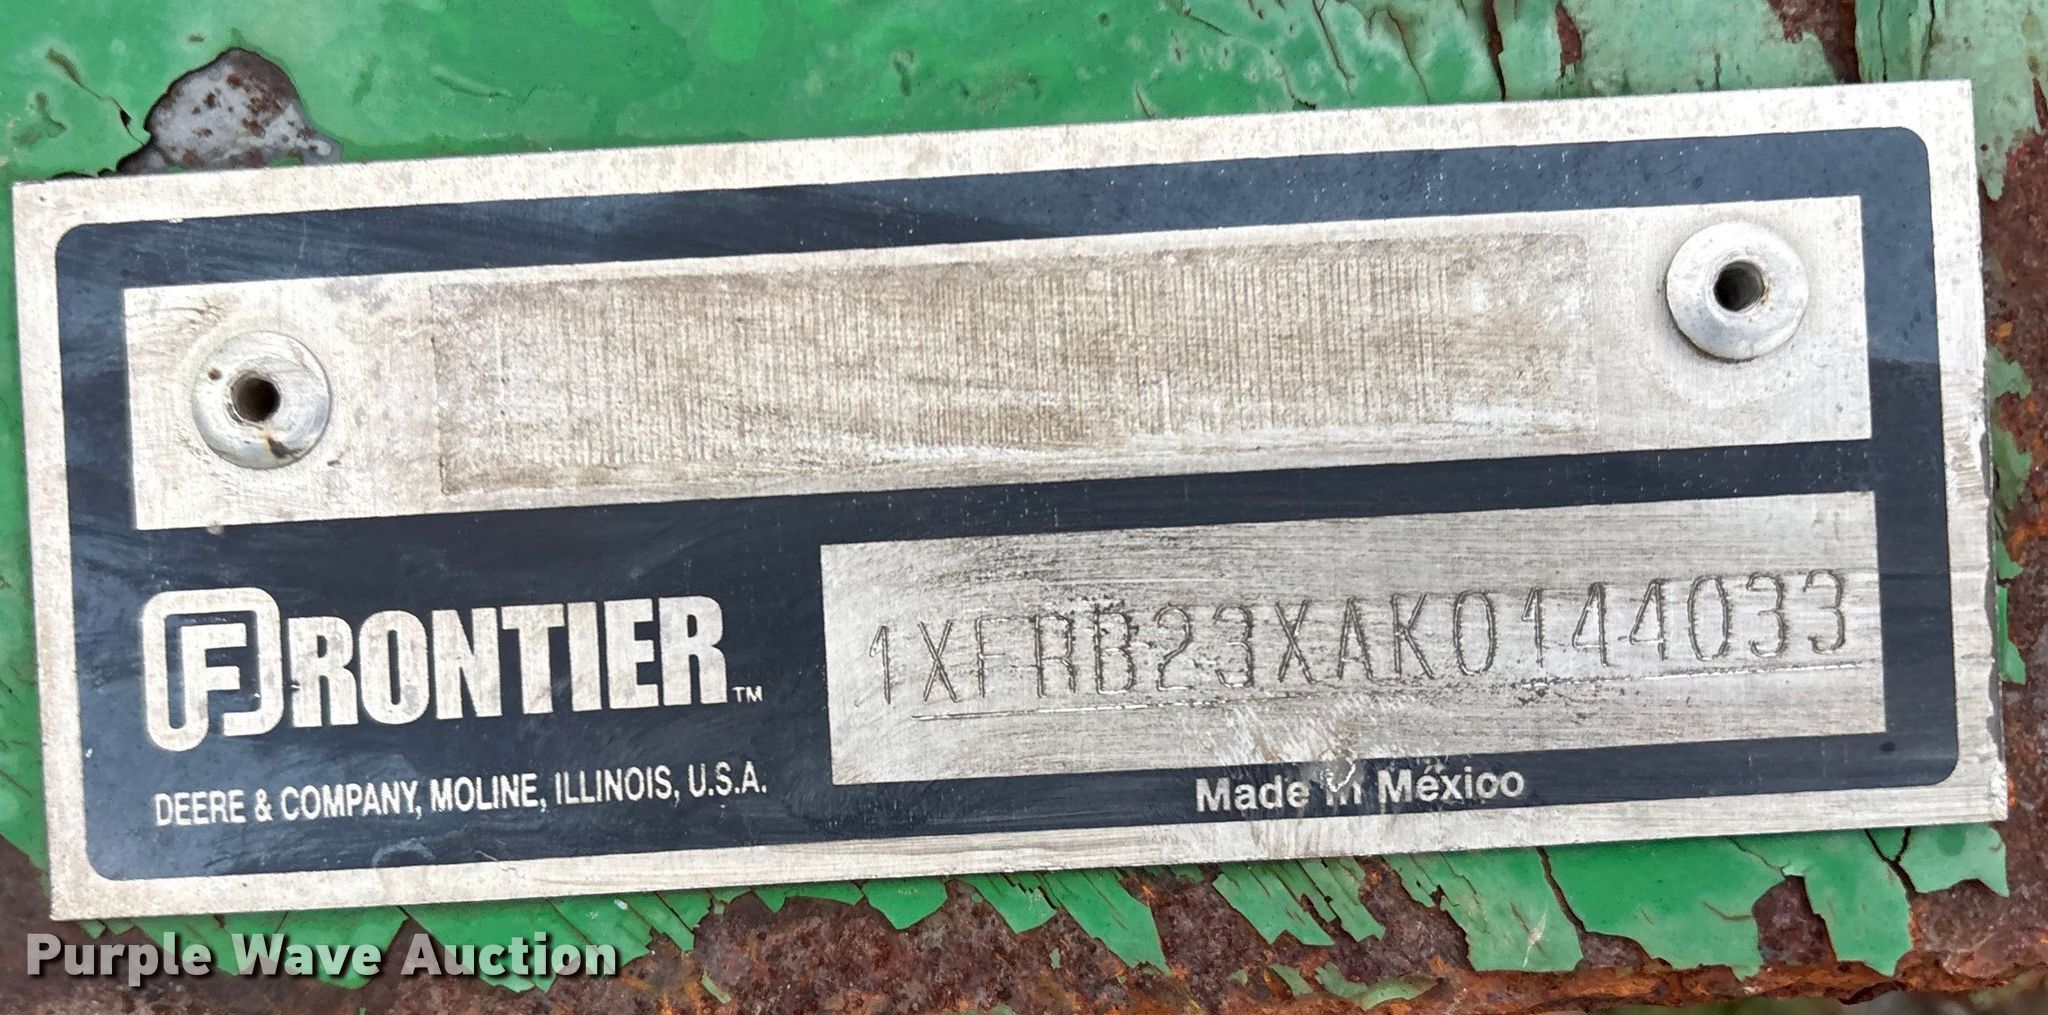 FRONTIER™
DEERE & COMPANY, MOLINE, ILLINOIS, U.S.A.
1XFRB23XAK0144033
Made in México
Purple Wave Auction